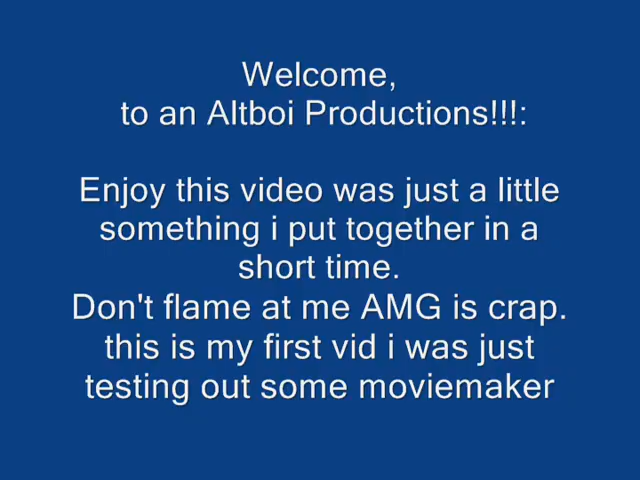 Welcome,
to an Altboi Productions!!!:
Enjoy this video was just a little
something i put together in a
short time.
Don't flame at me AMG is crap.
this is my first vid i was just
testing out some moviemaker